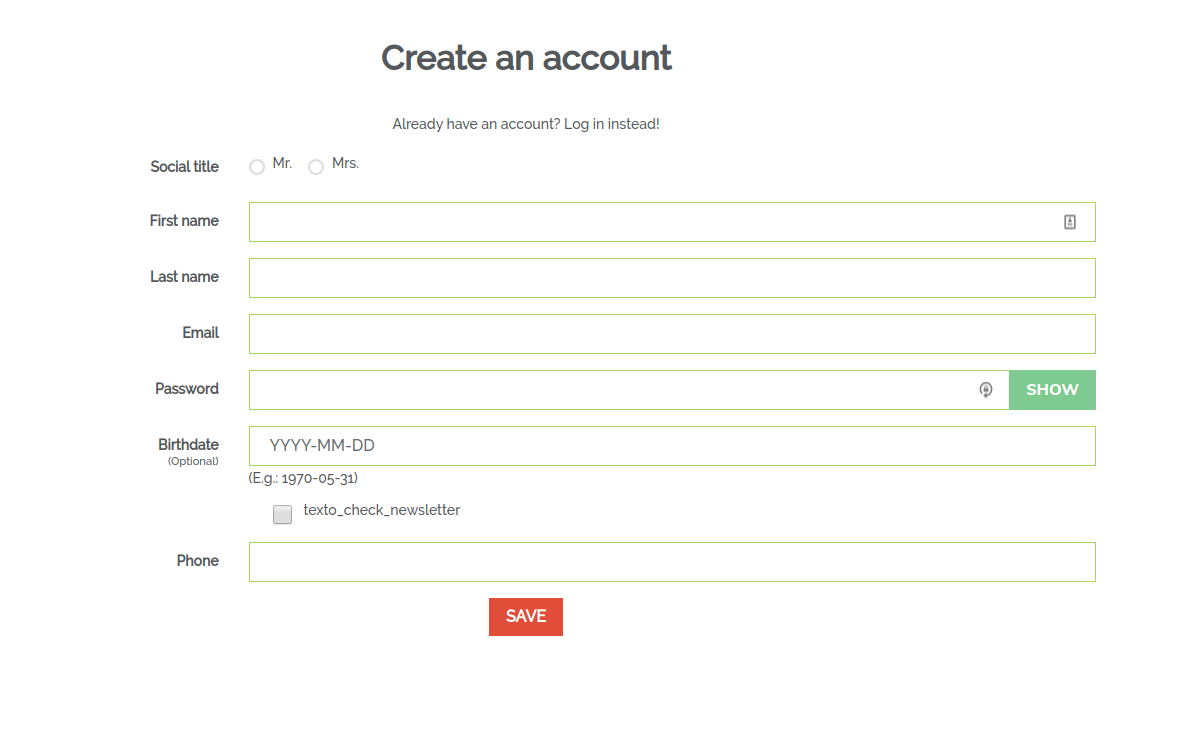 Create an account
Already have an account? Log in instead!
Social title Mr. Mrs.
First name
Last name
Email
Password SHOW
Birthdate YYYY-MM-DD
(Optional)
(E.g.: 1970-05-31)
texto_check_newsletter
Phone
SAVE